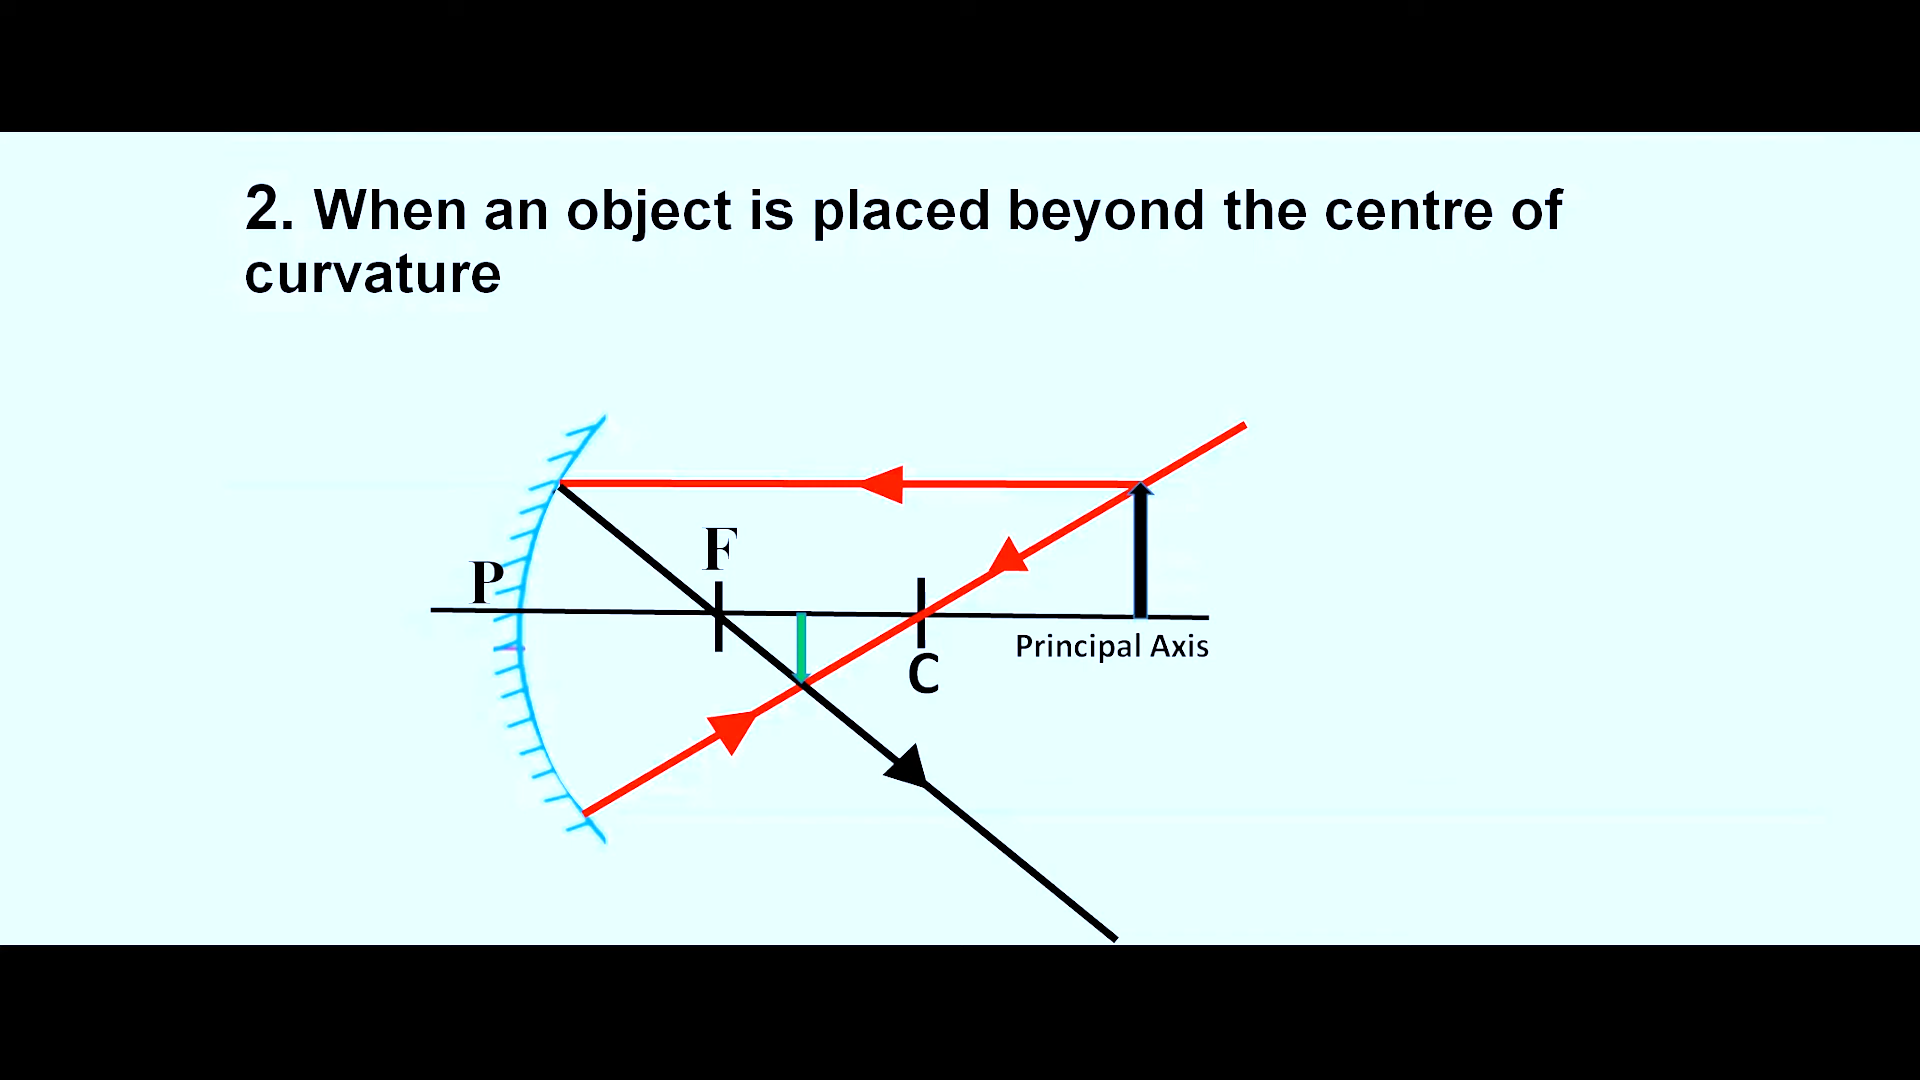 2. When an object is placed beyond the centre of
curvature
F
P
Principal Axis
C